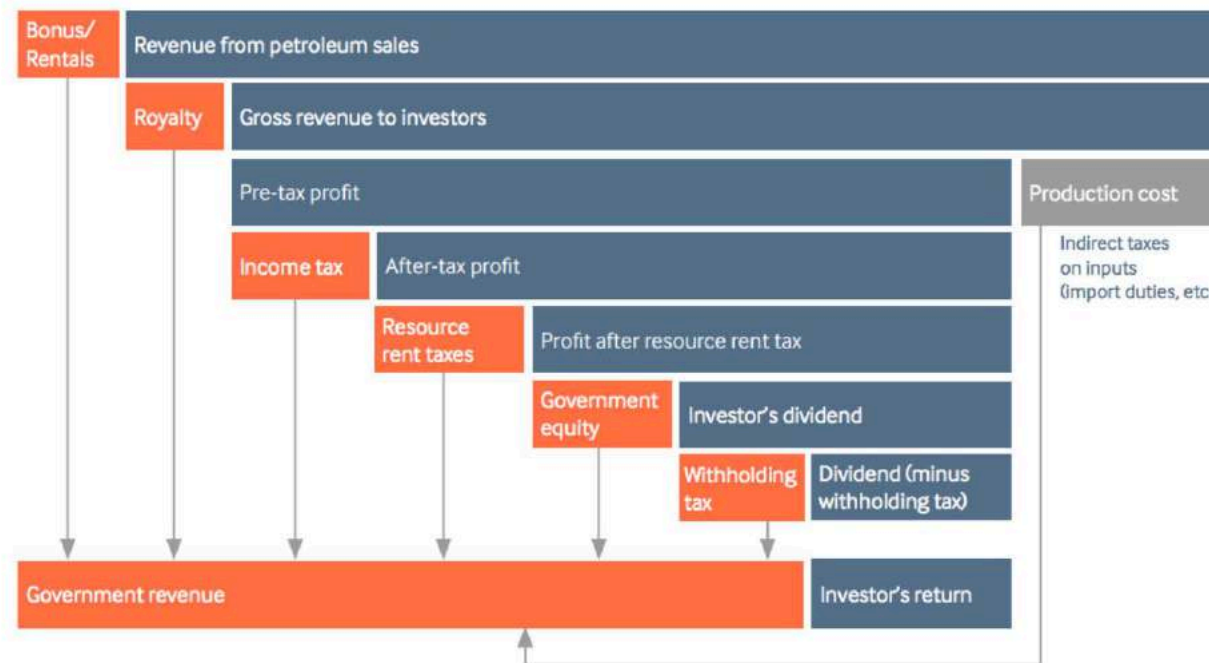 Bonus/
Rentals
Revenue from petroleum sales
Royalty
Gross revenue to investors
Pre-tax profit
Production cost
Indirect taxes
on inputs
(import duties, etc
Income tax
After-tax profit
Resource
rent taxes
Profit after resource rent tax
Government
equity
Investor's dividend
Withholding
tax
Dividend (minus
withholding tax)
Government revenue
Investor's return